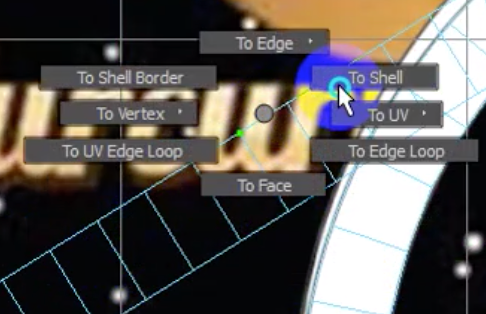 To Edge
To Shell Border
To Shell
To Vertex
To UV
To UV Edge Loop
To Edge Loop
To Face